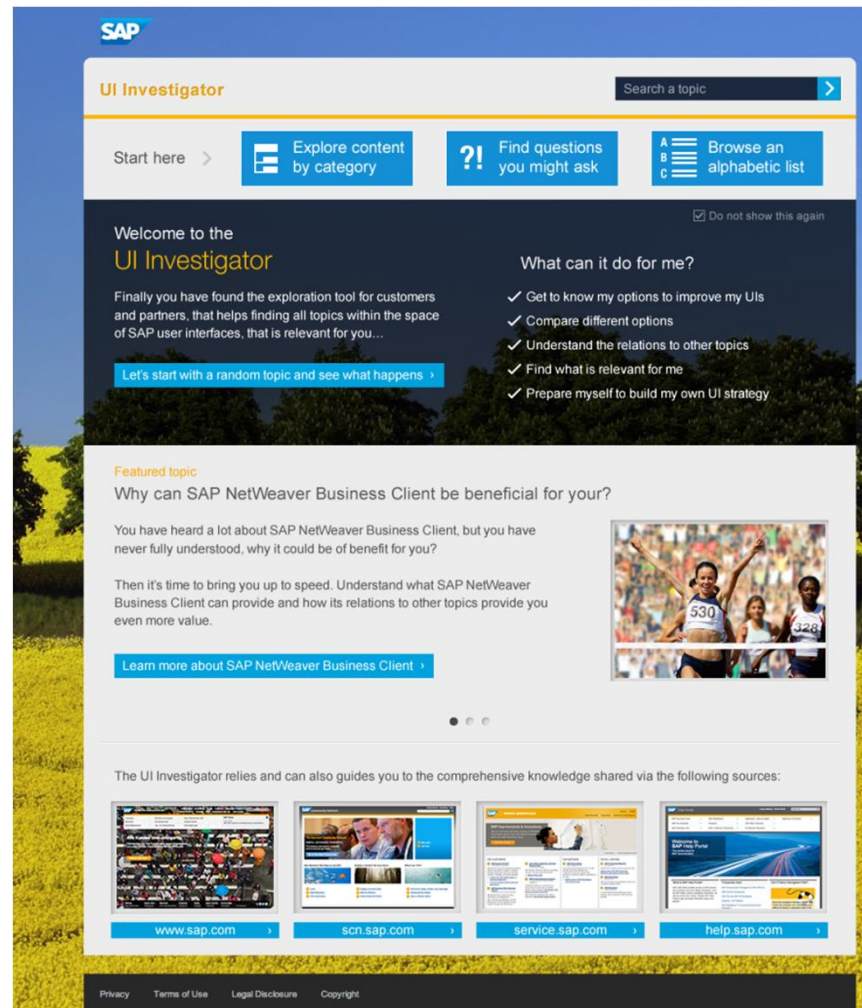 SAP
UI Investigator
Search a topic
Start here
Explore content
by category
?! Find questions
you might ask
A
B
C
Browse an
alphabetic list
Do not show this again
Welcome to the
UI Investigator
Finally you have found the exploration tool for customers
and partners, that helps finding all topics within the space
of SAP user interfaces, that is relevant for you...
Let's start with a random topic and see what happens ›
What can it do for me?
Get to know my options to improve my UIs
Compare different options
Understand the relations to other topics
Find what is relevant for me
Prepare myself to build my own UI strategy
Featured topic
Why can SAP NetWeaver Business Client be beneficial for your?
You have heard a lot about SAP NetWeaver Business Client, but you have
never fully understood, why it could be of benefit for you?
Then it's time to bring you up to speed. Understand what SAP NetWeaver
Business Client can provide and how its relations to other topics provide you
even more value.
Learn more about SAP NetWeaver Business Client ›
530
328
The UI Investigator relies and can also guides you to the comprehensive knowledge shared via the following sources:
Welcome to
SAP Help Portal
www.sap.com ›
scn.sap.com ›
service.sap.com ›
help.sap.com ›
Privacy Terms of Use Legal Disclosure Copyright